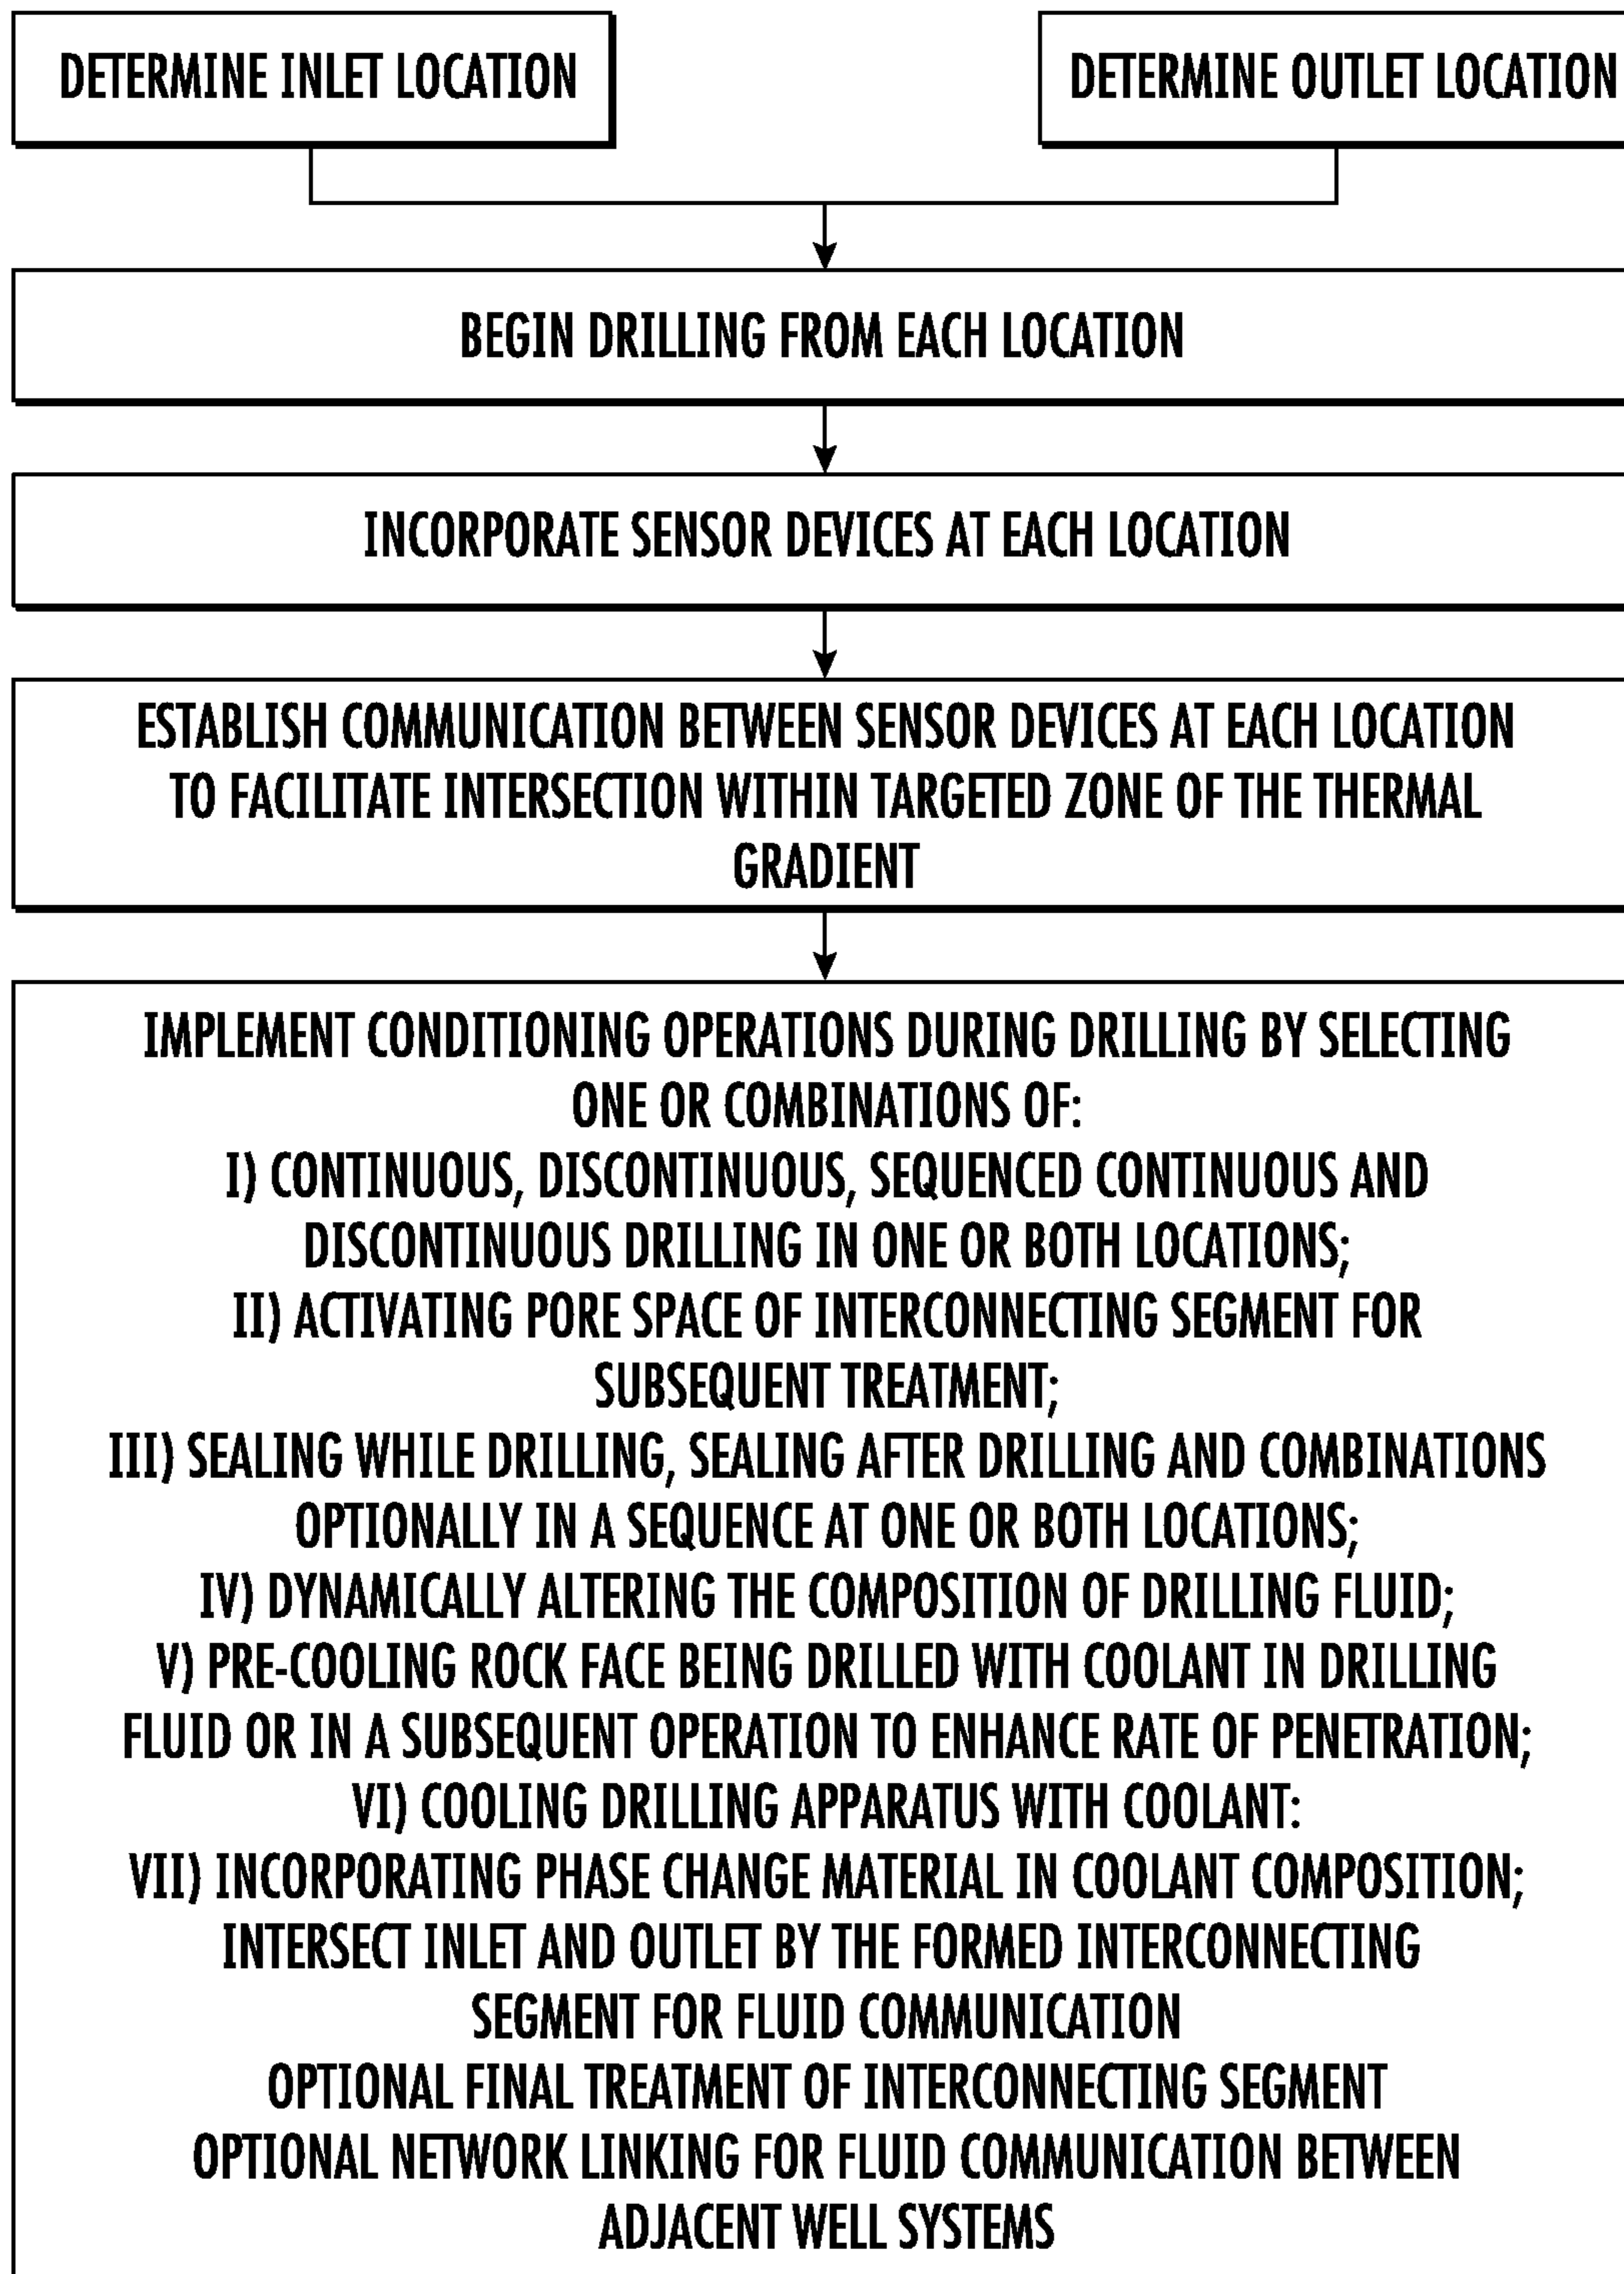 DETERMINE INLET LOCATION
DETERMINE OUTLET LOCATION
BEGIN DRILLING FROM EACH LOCATION
INCORPORATE SENSOR DEVICES AT EACH LOCATION
ESTABLISH COMMUNICATION BETWEEN SENSOR DEVICES AT EACH LOCATION
TO FACILITATE INTERSECTION WITHIN TARGETED ZONE OF THE THERMAL
GRADIENT
IMPLEMENT CONDITIONING OPERATIONS DURING DRILLING BY SELECTING
ONE OR COMBINATIONS OF:
I) CONTINUOUS, DISCONTINUOUS, SEQUENCED CONTINUOUS AND
DISCONTINUOUS DRILLING IN ONE OR BOTH LOCATIONS;
II) ACTIVATING PORE SPACE OF INTERCONNECTING SEGMENT FOR
SUBSEQUENT TREATMENT;
III) SEALING WHILE DRILLING, SEALING AFTER DRILLING AND COMBINATIONS
OPTIONALLY IN A SEQUENCE AT ONE OR BOTH LOCATIONS;
IV) DYNAMICALLY ALTERING THE COMPOSITION OF DRILLING FLUID;
V) PRE-COOLING ROCK FACE BEING DRILLED WITH COOLANT IN DRILLING
FLUID OR IN A SUBSEQUENT OPERATION TO ENHANCE RATE OF PENETRATION;
VI) COOLING DRILLING APPARATUS WITH COOLANT:
VII) INCORPORATING PHASE CHANGE MATERIAL IN COOLANT COMPOSITION;
INTERSECT INLET AND OUTLET BY THE FORMED INTERCONNECTING
SEGMENT FOR FLUID COMMUNICATION
OPTIONAL FINAL TREATMENT OF INTERCONNECTING SEGMENT
OPTIONAL NETWORK LINKING FOR FLUID COMMUNICATION BETWEEN
ADJACENT WELL SYSTEMS